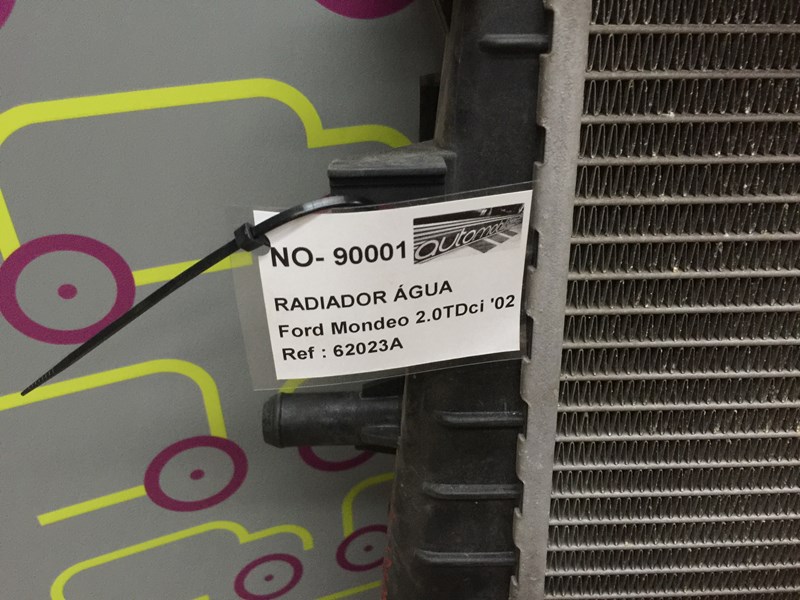 NO- 90001
RADIADOR ÁGUA
Ford Mondeo 2.0TDci '02
Ref : 62023A